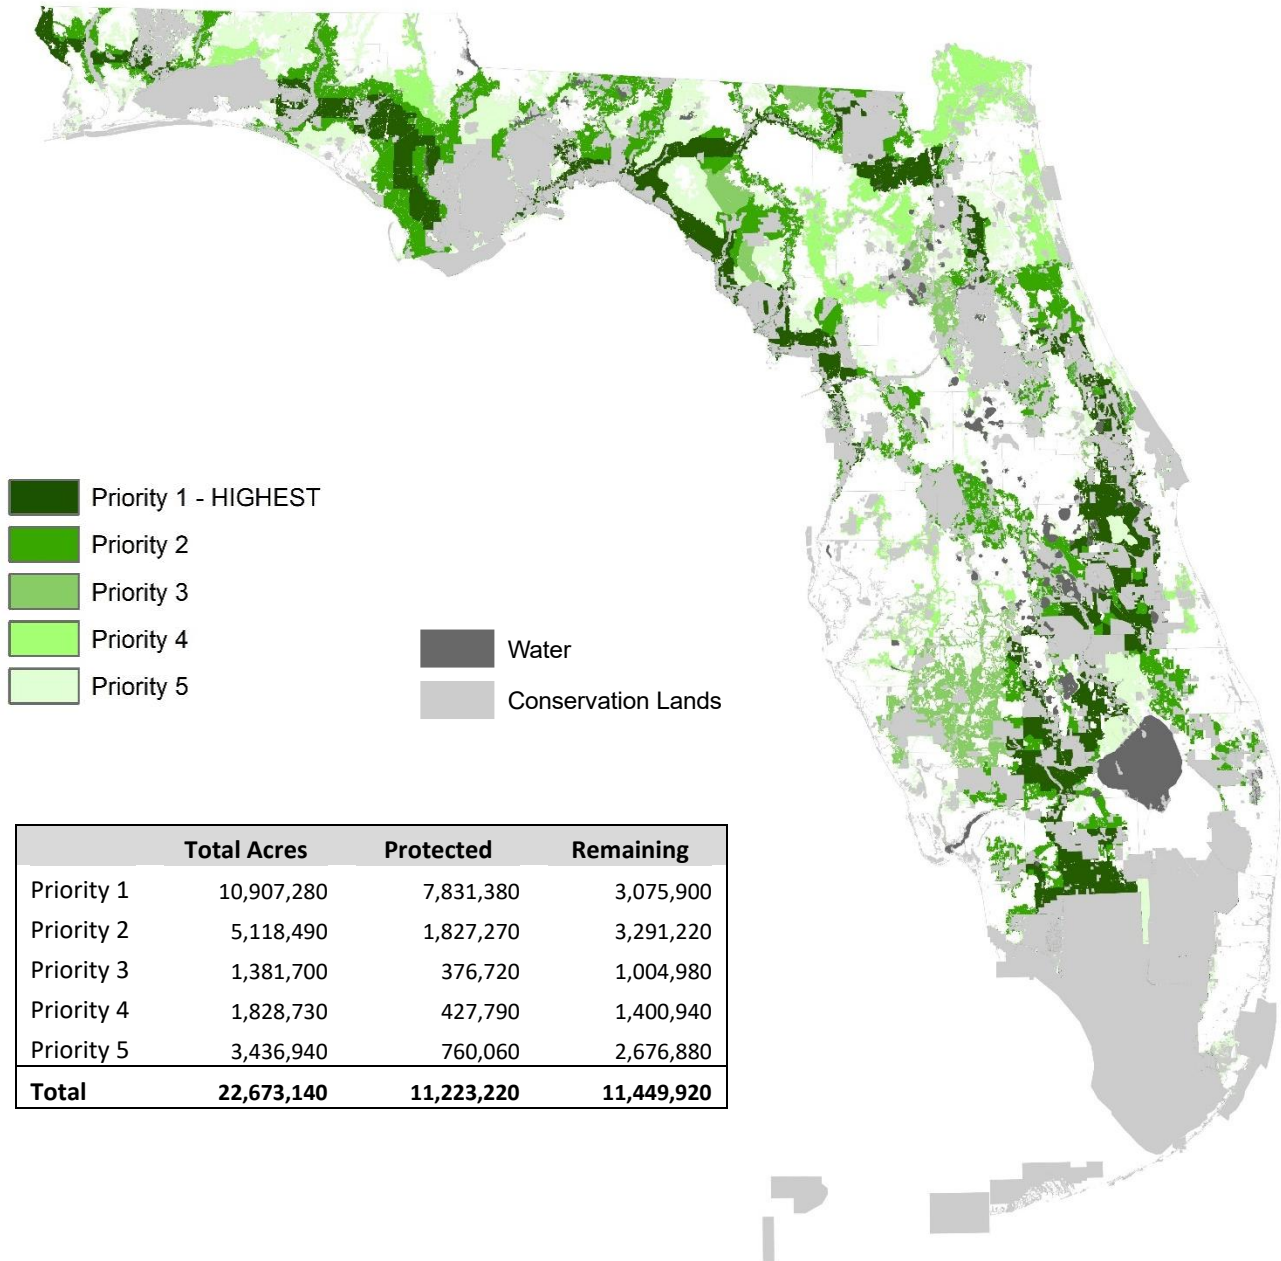 Priority 1 - HIGHEST
Priority 2
Priority 3
Priority 4
Priority 5
Water
Conservation Lands
Total Acres Protected Remaining
Priority 1 10,907,280 7,831,380 3,075,900
Priority 2 5,118,490 1,827,270 3,291,220
Priority 3 1,381,700 376,720 1,004,980
Priority 4 1,828,730 427,790 1,400,940
Priority 5 3,436,940 760,060 2,676,880
Total 22,673,140 11,223,220 11,449,920